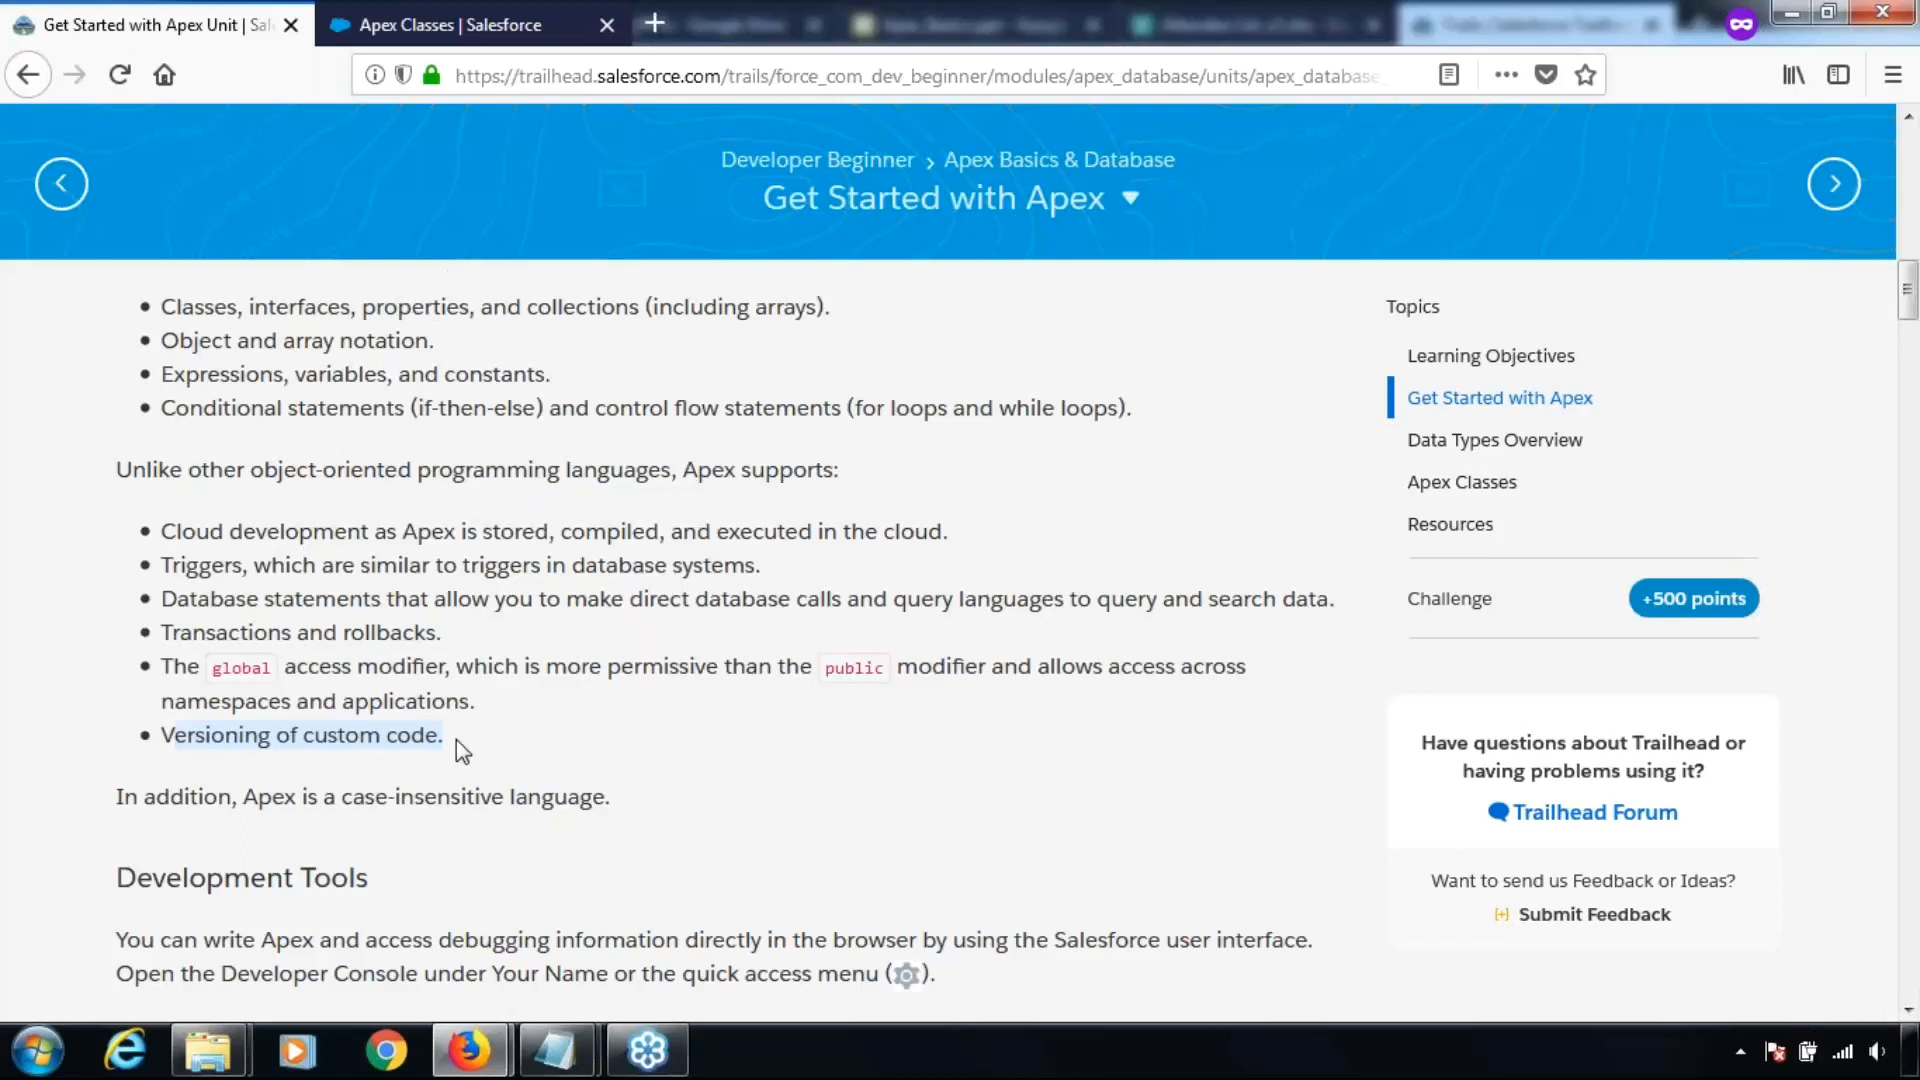 Get Started with Apex Unit | Sal
Apex Classes | Salesforce
https://trailhead.salesforce.com/trails/force_com_dev_beginner/modules/apex_database/units/apex_database
Developer Beginner › Apex Basics & Database
Get Started with Apex
• Classes, interfaces, properties, and collections (including arrays).
• Object and array notation.
• Expressions, variables, and constants.
• Conditional statements (if-then-else) and control flow statements (for loops and while loops).
Unlike other object-oriented programming languages, Apex supports:
• Cloud development as Apex is stored, compiled, and executed in the cloud.
• Triggers, which are similar to triggers in database systems.
• Database statements that allow you to make direct database calls and query languages to query and search data.
• Transactions and rollbacks.
• The global access modifier, which is more permissive than the public modifier and allows access across
namespaces and applications.
• Versioning of custom code.
In addition, Apex is a case-insensitive language.
Development Tools
You can write Apex and access debugging information directly in the browser by using the Salesforce user interface.
Open the Developer Console under Your Name or the quick access menu ( ).
Topics
Learning Objectives
Get Started with Apex
Data Types Overview
Apex Classes
Resources
Challenge
+500 points
Have questions about Trailhead or
having problems using it?
Trailhead Forum
Want to send us Feedback or Ideas?
[+] Submit Feedback